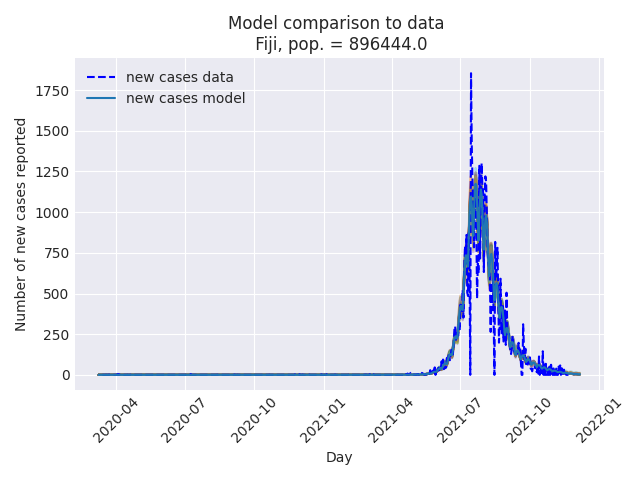 Model comparison to data
Fiji, pop. = 896444.0
new cases data
new cases model
Number of new cases reported
1750
1500
1250
1000
750
500
250
0
2020-04
2020-07
2020-10
2021-01
2021-04
2021-07
2021-10
2022-01
Day